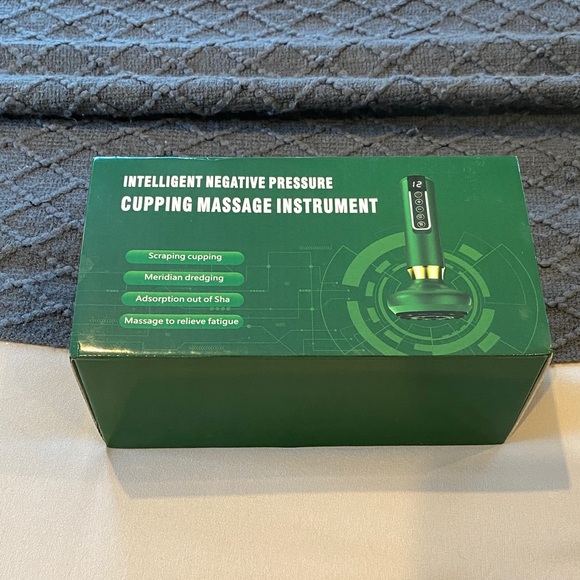 INTELLIGENT NEGATIVE PRESSURE
CUPPING MASSAGE INSTRUMENT
12
Scraping cupping
Meridian dredging
Adsorption out of Sha
Massage to relieve fatigue